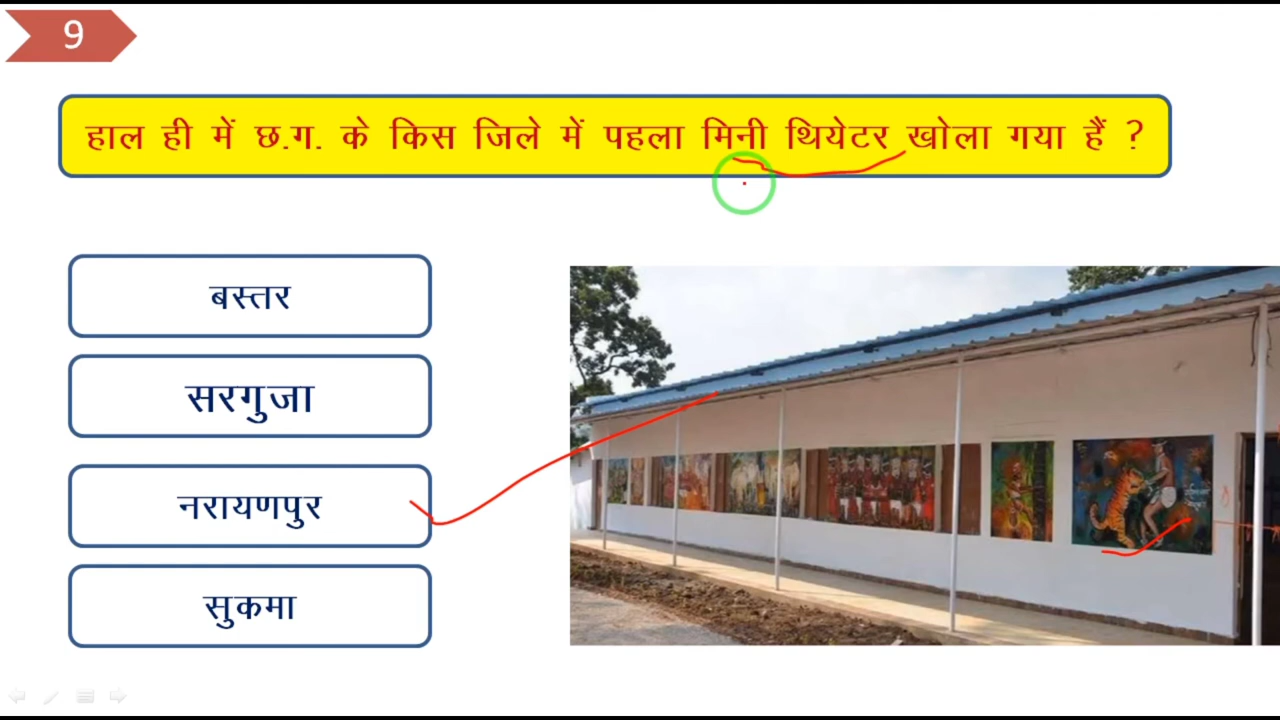 9
हाल ही में छ.ग. के किस जिले में पहला मिनी थियेटर खोला गया हैं ?
बस्तर
सरगुजा
नरायणपुर
सुकमा